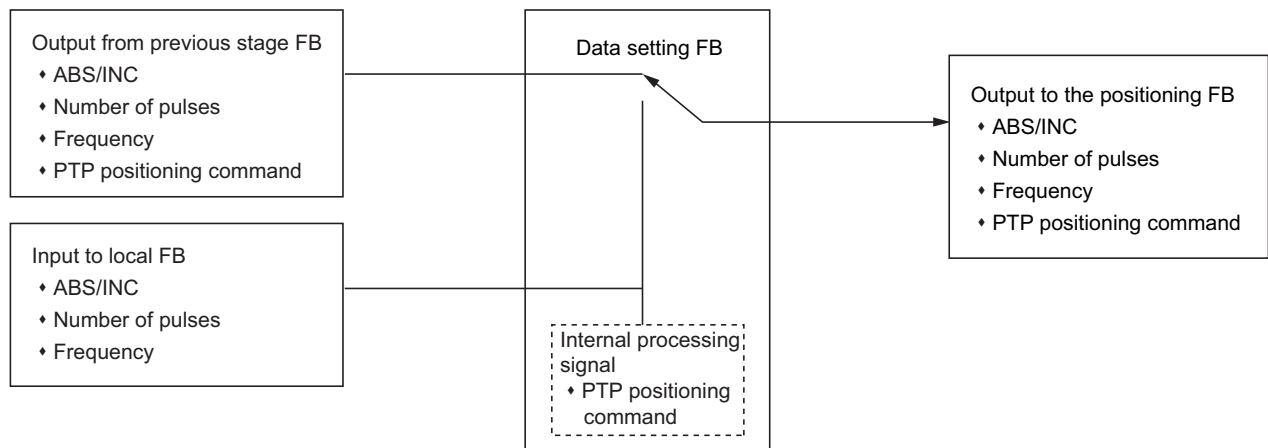 Output from previous stage FB
♦ ABS/INC
♦ Number of pulses
♦ Frequency
♦ PTP positioning command
Input to local FB
♦ ABS/INC
♦ Number of pulses
♦ Frequency
Data setting FB
Internal processing
signal
♦ PTP positioning
command
Output to the positioning FB
♦ ABS/INC
♦ Number of pulses
♦ Frequency
♦ PTP positioning command